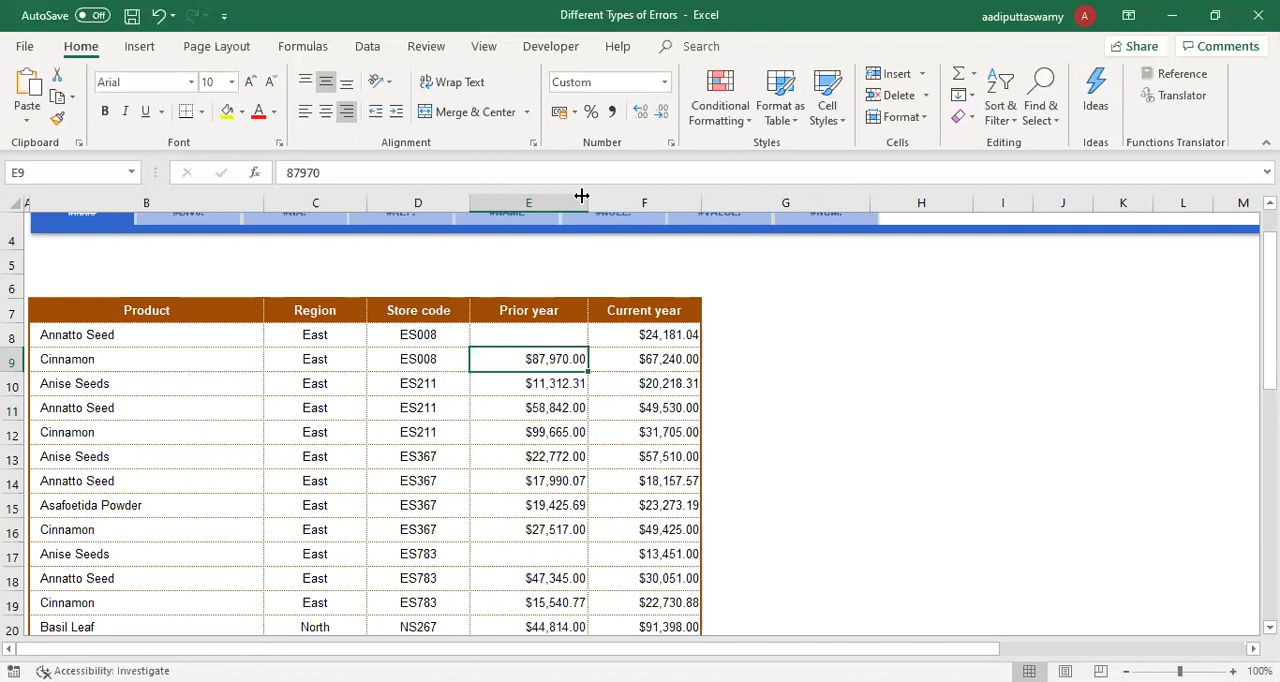 AutoSave Off Different Types of Errors - Excel aadiputtaswamy A
File Home Insert Page Layout Formulas Data Review View Developer Help Search Share Comments
Paste Arial 10 Wrap Text Custom Conditional Formatting Format as Table Cell Styles Insert Sort & Filter Find & Select Ideas Reference
B I U Merge & Center % Delete Translator
Format
Clipboard Font Alignment Number Styles Cells Editing Ideas Functions Translator
E9 fx 87970
A B C D E F G H I J K L M
4
5
6
7 Product Region Store code Prior year Current year
8 Annatto Seed East ES008 $24,181.04
9 Cinnamon East ES008 $87,970.00 $67,240.00
10 Anise Seeds East ES211 $11,312.31 $20,218.31
11 Annatto Seed East ES211 $58,842.00 $49,530.00
12 Cinnamon East ES211 $99,665.00 $31,705.00
13 Anise Seeds East ES367 $22,772.00 $57,510.00
14 Annatto Seed East ES367 $17,990.07 $18,157.57
15 Asafoetida Powder East ES367 $19,425.69 $23,273.19
16 Cinnamon East ES367 $27,517.00 $49,425.00
17 Anise Seeds East ES783 $13,451.00
18 Annatto Seed East ES783 $47,345.00 $30,051.00
19 Cinnamon East ES783 $15,540.77 $22,730.88
20 Basil Leaf North NS267 $44,814.00 $91,398.00
Accessibility: Investigate 100%